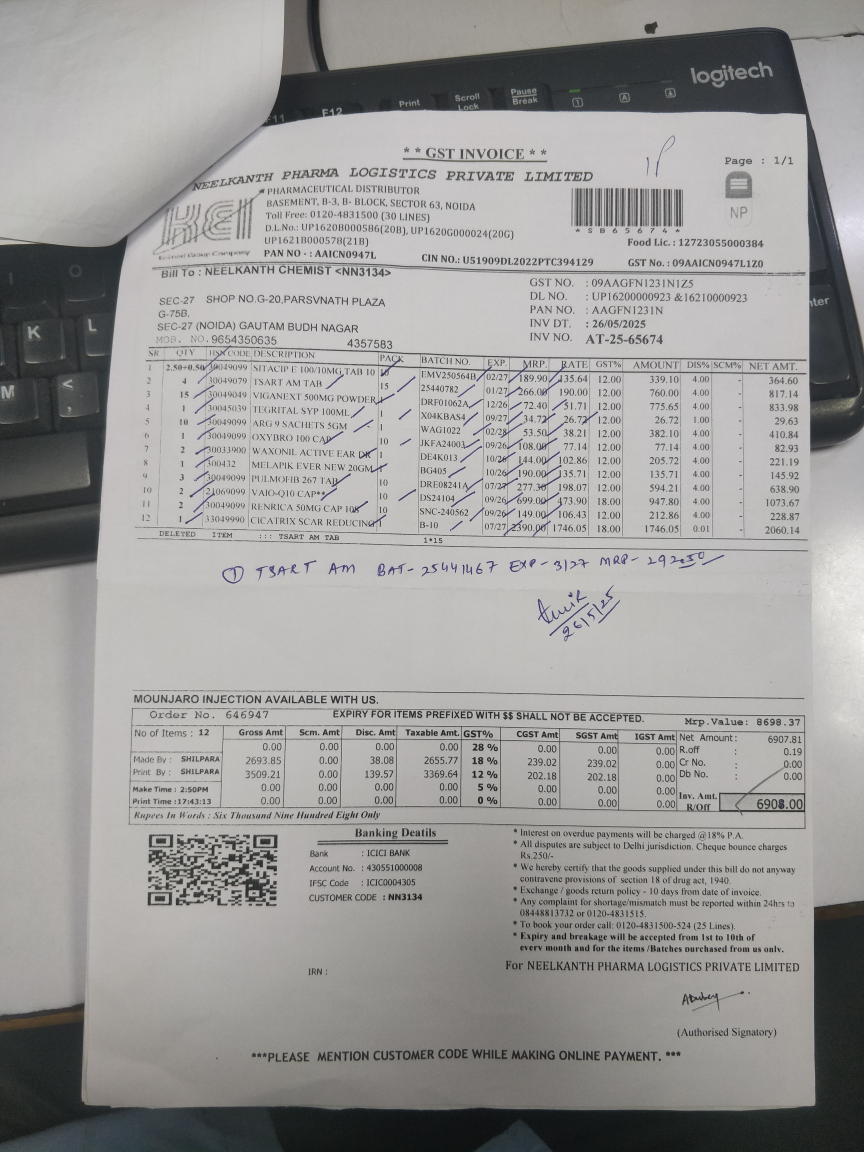 logitech
F11 F12 Print Scroll Lock Pause Break
** GST INVOICE **
Page : 1/1
NEELKANTH PHARMA LOGISTICS PRIVATE LIMITED
PHARMACEUTICAL DISTRIBUTOR
BASEMENT, B-3, B- BLOCK, SECTOR 63, NOIDA
Toll Free: 0120-4831500 (30 LINES)
D.L.No: UP1620B000586(20B), UP1620G000024(20G)
UP1621B000578(21B)
PAN NO - : AAICN0947L
*SB65674*
NP
Food Lic. : 12723055000384
CIN NO.: U51909DL2022PTC394129
GST No. : 09AAICN0947L1Z0
Bill To : NEELKANTH CHEMIST <NN3134>
SEC-27 SHOP NO.G-20,PARSVNATH PLAZA
G-75B,
SEC-27 (NOIDA) GAUTAM BUDH NAGAR
MOB. NO.9654350635 4357583
GST NO. : 09AAGFN1231N1Z5
DL NO. : UP16200000923 &16210000923
PAN NO. : AAGFN1231N
INV DT. : 26/05/2025
INV NO. AT-25-65674
SR QTY HSN CODE DESCRIPTION PACK BATCH NO. EXP. MRP. RATE GST% AMOUNT DIS% SCM% NET AMT.
1 2.50+0.50 30049099 SITACIP E 100/10MG TAB 10 10 EMV250564B 02/27 189.90 135.64 12.00 339.10 4.00 - 364.60
2 4 30049079 TSART AM TAB 15 25440782 01/27 266.00 190.00 12.00 760.00 4.00 - 817.14
3 15 30049049 VIGANEXT 500MG POWDER 1 DRF01062A 12/26 72.40 51.71 12.00 775.65 4.00 - 833.98
4 1 30045039 TEGRITAL SYP 100ML 1 X04KBAS4 09/27 34.72 26.72 12.00 26.72 1.00 - 29.63
5 10 30049099 ARG 9 SACHETS 5GM 1 WAG1022 02/28 53.50 38.21 12.00 382.10 4.00 - 410.84
6 1 30049099 OXYBRO 100 CAP 10 JKFA24003 09/26 108.00 77.14 12.00 77.14 4.00 - 82.93
7 2 30033900 WAXONIL ACTIVE EAR DR 1 DE4K013 10/26 144.00 102.86 12.00 205.72 4.00 - 221.19
8 1 300432 MELAPIK EVER NEW 20GM 1 BG405 10/26 190.00 135.71 12.00 135.71 4.00 - 145.92
9 3 30049099 PULMOFIB 267 TAB 10 DRE08241A 07/27 277.30 198.07 12.00 594.21 4.00 - 638.90
10 2 21069099 VAIO-Q10 CAP** 10 DS24104 09/26 699.00 473.90 18.00 947.80 4.00 - 1073.67
11 2 30049099 RENRICA 50MG CAP 10S 10 SNC-240562 09/26 149.00 106.43 12.00 212.86 4.00 - 228.87
12 1 33049990 CICATRIX SCAR REDUCING 1 B-10 07/27 2390.00 1746.05 18.00 1746.05 0.01 - 2060.14
DELETED ITEM ::: TSART AM TAB 1*15
① TSART AM BAT-25441467 EXP-3/27 MRP-292.50
26/5/25
MOUNJARO INJECTION AVAILABLE WITH US.
Order No. 646947 EXPIRY FOR ITEMS PREFIXED WITH $$ SHALL NOT BE ACCEPTED. Mrp.Value: 8698.37
No of Items : 12 Gross Amt Scm. Amt Disc. Amt Taxable Amt. GST% CGST Amt SGST Amt IGST Amt Net Amount: 6907.81
0.00 0.00 0.00 0.00 28 % 0.00 0.00 0.00 R.off : 0.19
Made By : SHILPARA 2693.85 0.00 38.08 2655.77 18 % 239.02 239.02 0.00 Cr No. : 0.00
Print By : SHILPARA 3509.21 0.00 139.57 3369.64 12 % 202.18 202.18 0.00 Db No. : 0.00
Make Time : 2:50PM 0.00 0.00 0.00 0.00 5 % 0.00 0.00 0.00
Print Time :17:43:13 0.00 0.00 0.00 0.00 0 % 0.00 0.00 0.00 Inv. Amt. R/Off 6908.00
Rupees In Words : Six Thousand Nine Hundred Eight Only
Banking Deatils
Bank : ICICI BANK
Account No. : 430551000008
IFSC Code : ICIC0004305
CUSTOMER CODE : NN3134
IRN :
* Interest on overdue payments will be charged @18% P.A.
* All disputes are subject to Delhi jurisdiction. Cheque bounce charges
Rs.250/-
* We hereby certify that the goods supplied under this bill do not anyway
contravene provisions of section 18 of drug act, 1940.
* Exchange / goods return policy - 10 days from date of invoice.
* Any complaint for shortage/mismatch must be reported within 24hrs to
08448813732 or 0120-4831515.
* To book your order call: 0120-4831500-524 (25 Lines).
* Expiry and breakage will be accepted from 1st to 10th of
every month and for the items /Batches purchased from us only.
For NEELKANTH PHARMA LOGISTICS PRIVATE LIMITED
(Authorised Signatory)
***PLEASE MENTION CUSTOMER CODE WHILE MAKING ONLINE PAYMENT. ***